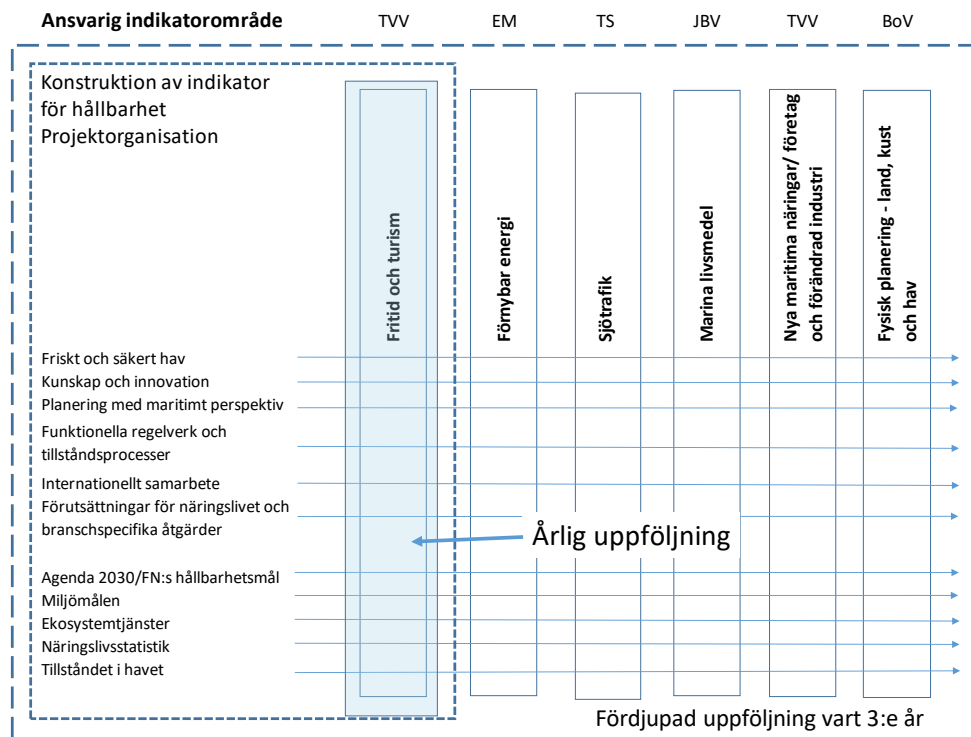 Ansvarig indikatorområde TVV EM TS JBV TVV BoV
Konstruktion av indikator
för hållbarhet
Projektorganisation
Fritid och turism
Förnybar energi
Sjötrafik
Marina livsmedel
Nya maritima näringar/ företag
och förändrad industri
Fysisk planering - land, kust
och hav
Friskt och säkert hav
Kunskap och innovation
Planering med maritimt perspektiv
Funktionella regelverk och
tillståndsprocesser
Internationellt samarbete
Förutsättningar för näringslivet och
branschspecifika åtgärder
Årlig uppföljning
Agenda 2030/FN:s hållbarhetsmål
Miljömålen
Ekosystemtjänster
Näringslivsstatistik
Tillståndet i havet
Fördjupad uppföljning vart 3:e år